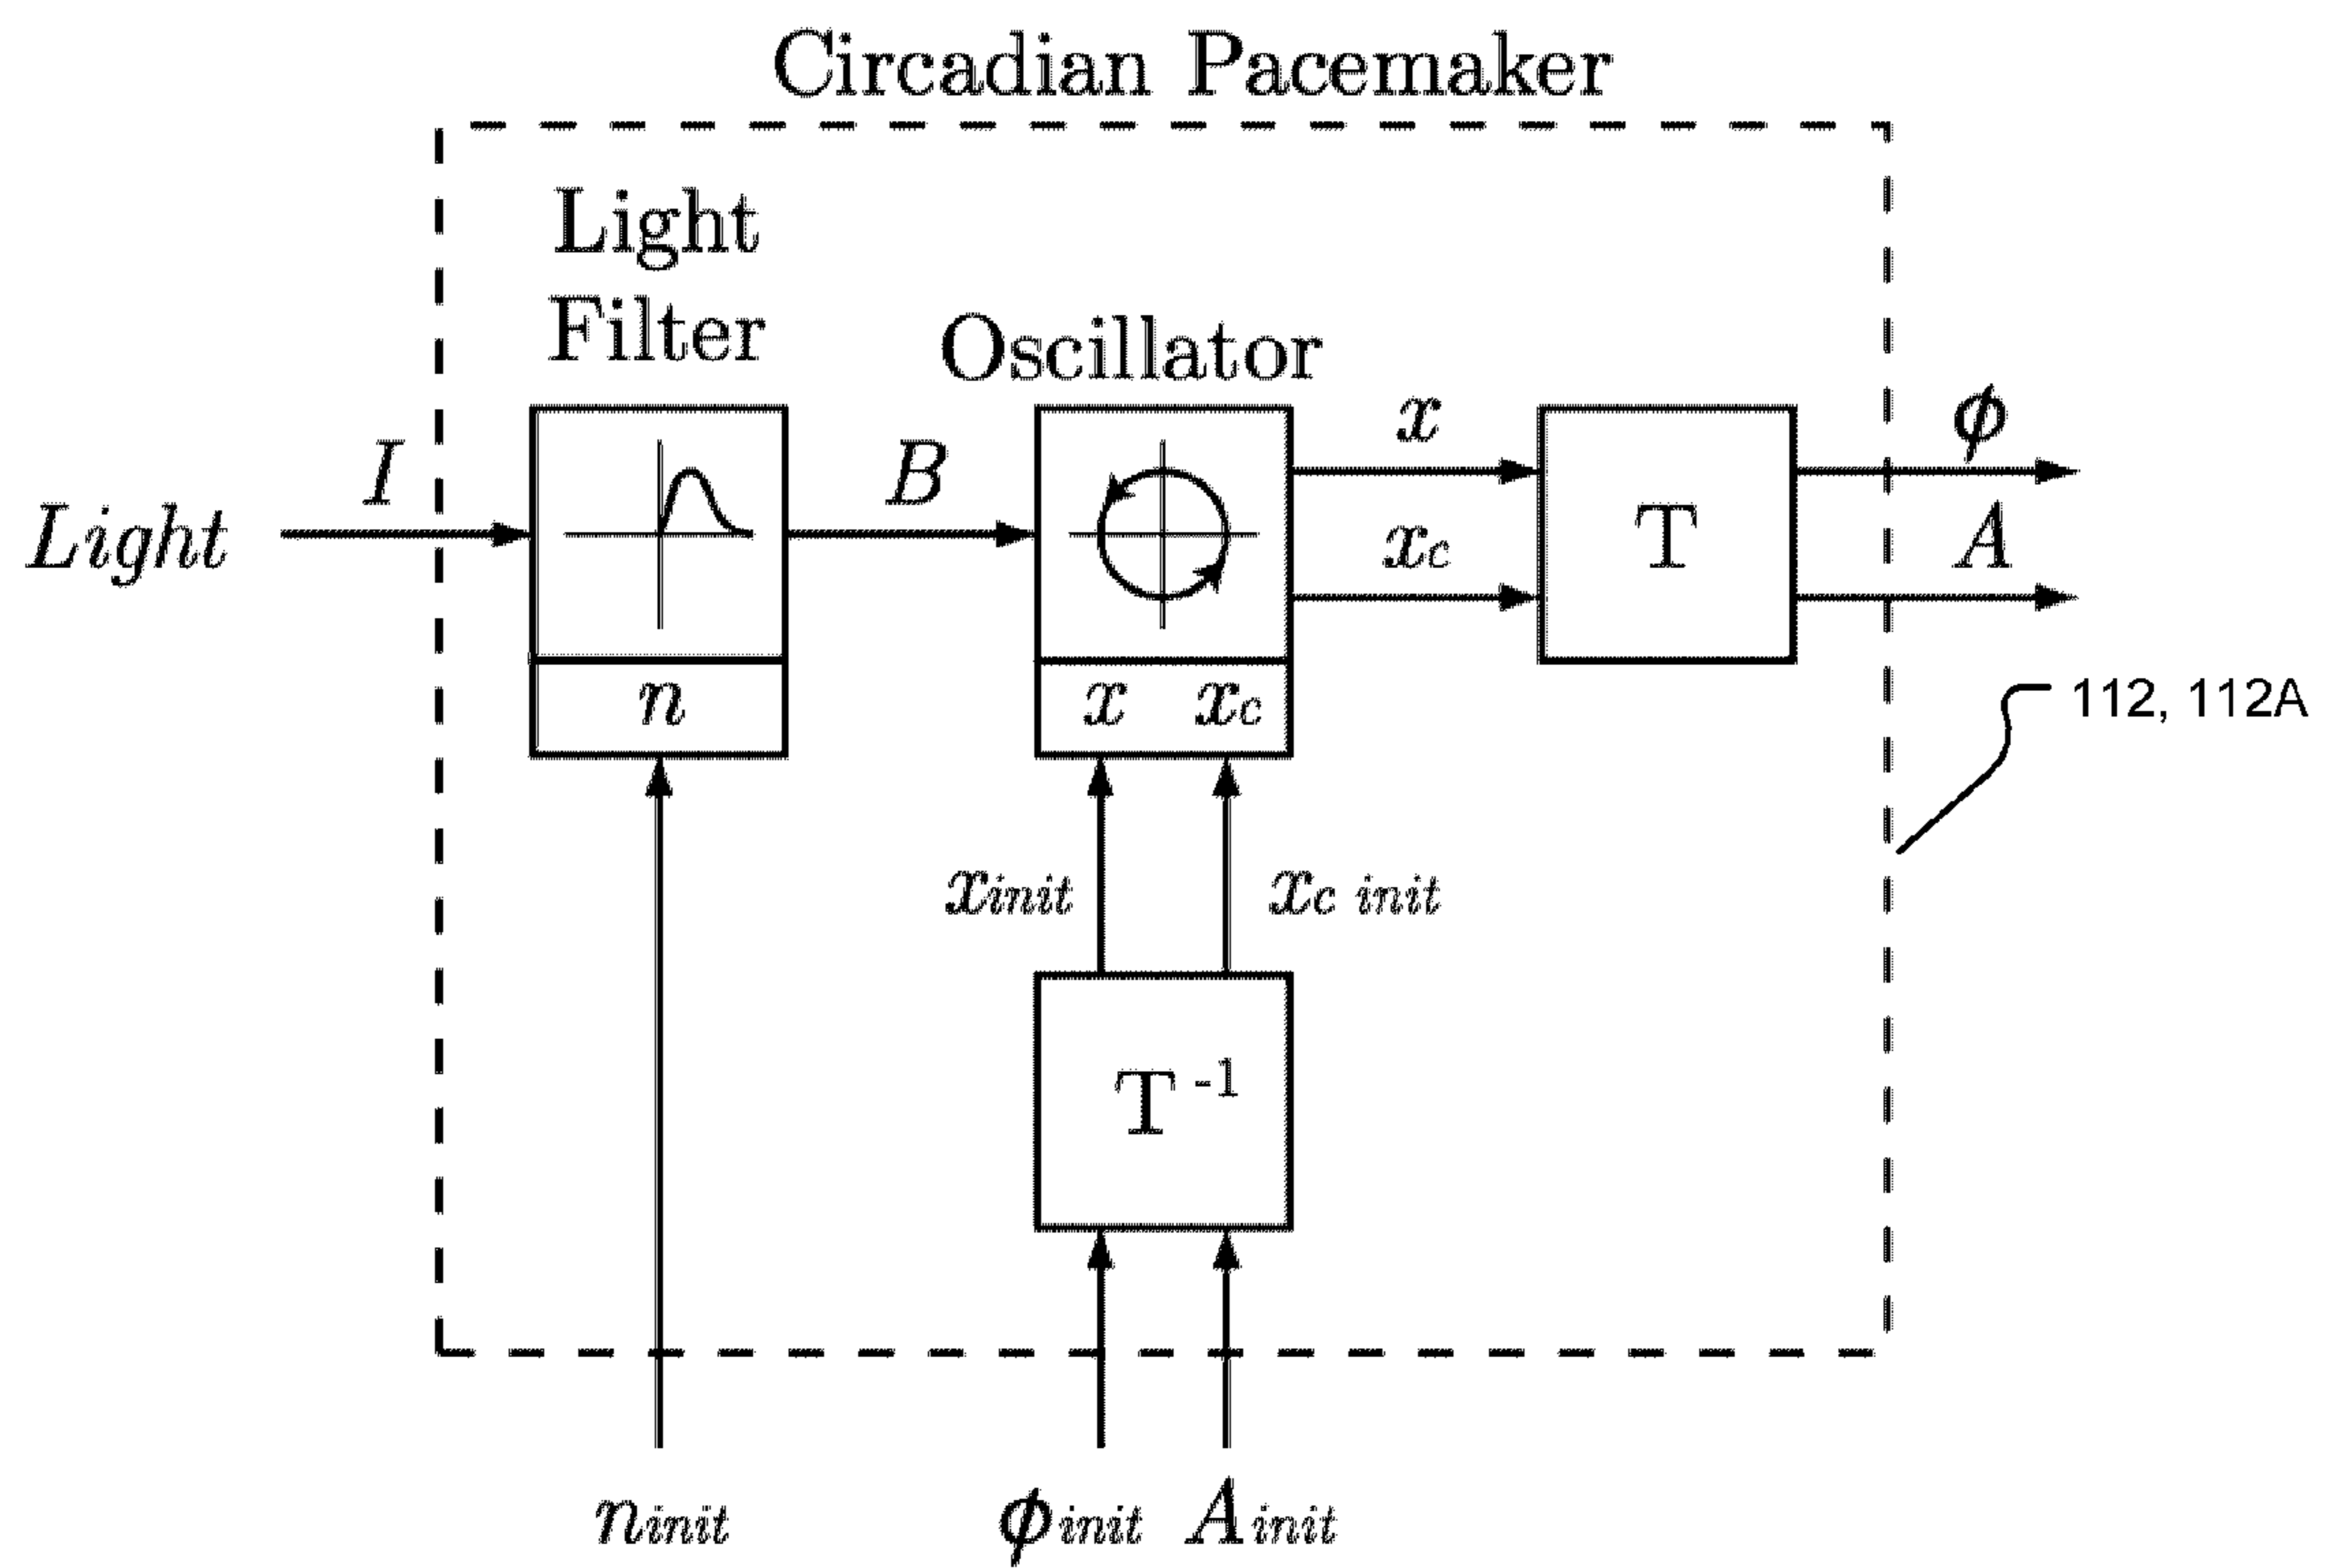 Circadian Pacemaker
Light
Filter
Oscillator
Light
I
B
x
xc
T
ϕ
A
n
x xc
112, 112A
xinit
xc init
T -1
ninit
ϕinit
Ainit